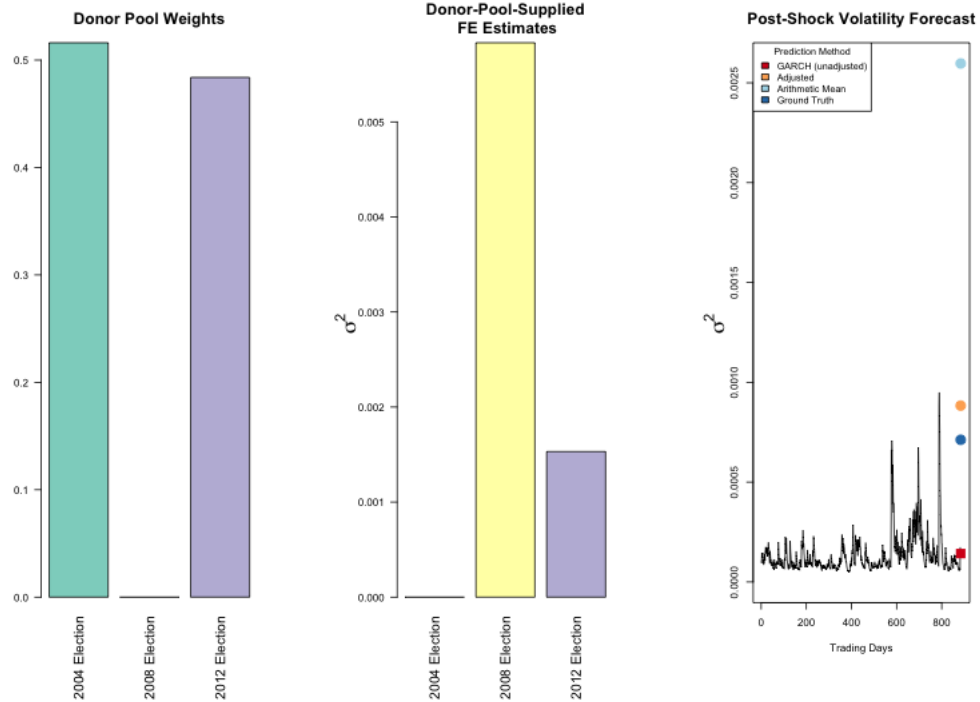 Donor Pool Weights
0.5
0.4
0.3
0.2
0.1
0.0
2004 Election
2008 Election
2012 Election
Donor-Pool-Supplied
FE Estimates
σ²
0.005
0.004
0.003
0.002
0.001
0.000
2004 Election
2008 Election
2012 Election
Post-Shock Volatility Forecast
Prediction Method
GARCH (unadjusted)
Adjusted
Arithmetic Mean
Ground Truth
σ²
0.0025
0.0020
0.0015
0.0010
0.0005
0.0000
0
200
400
600
800
Trading Days